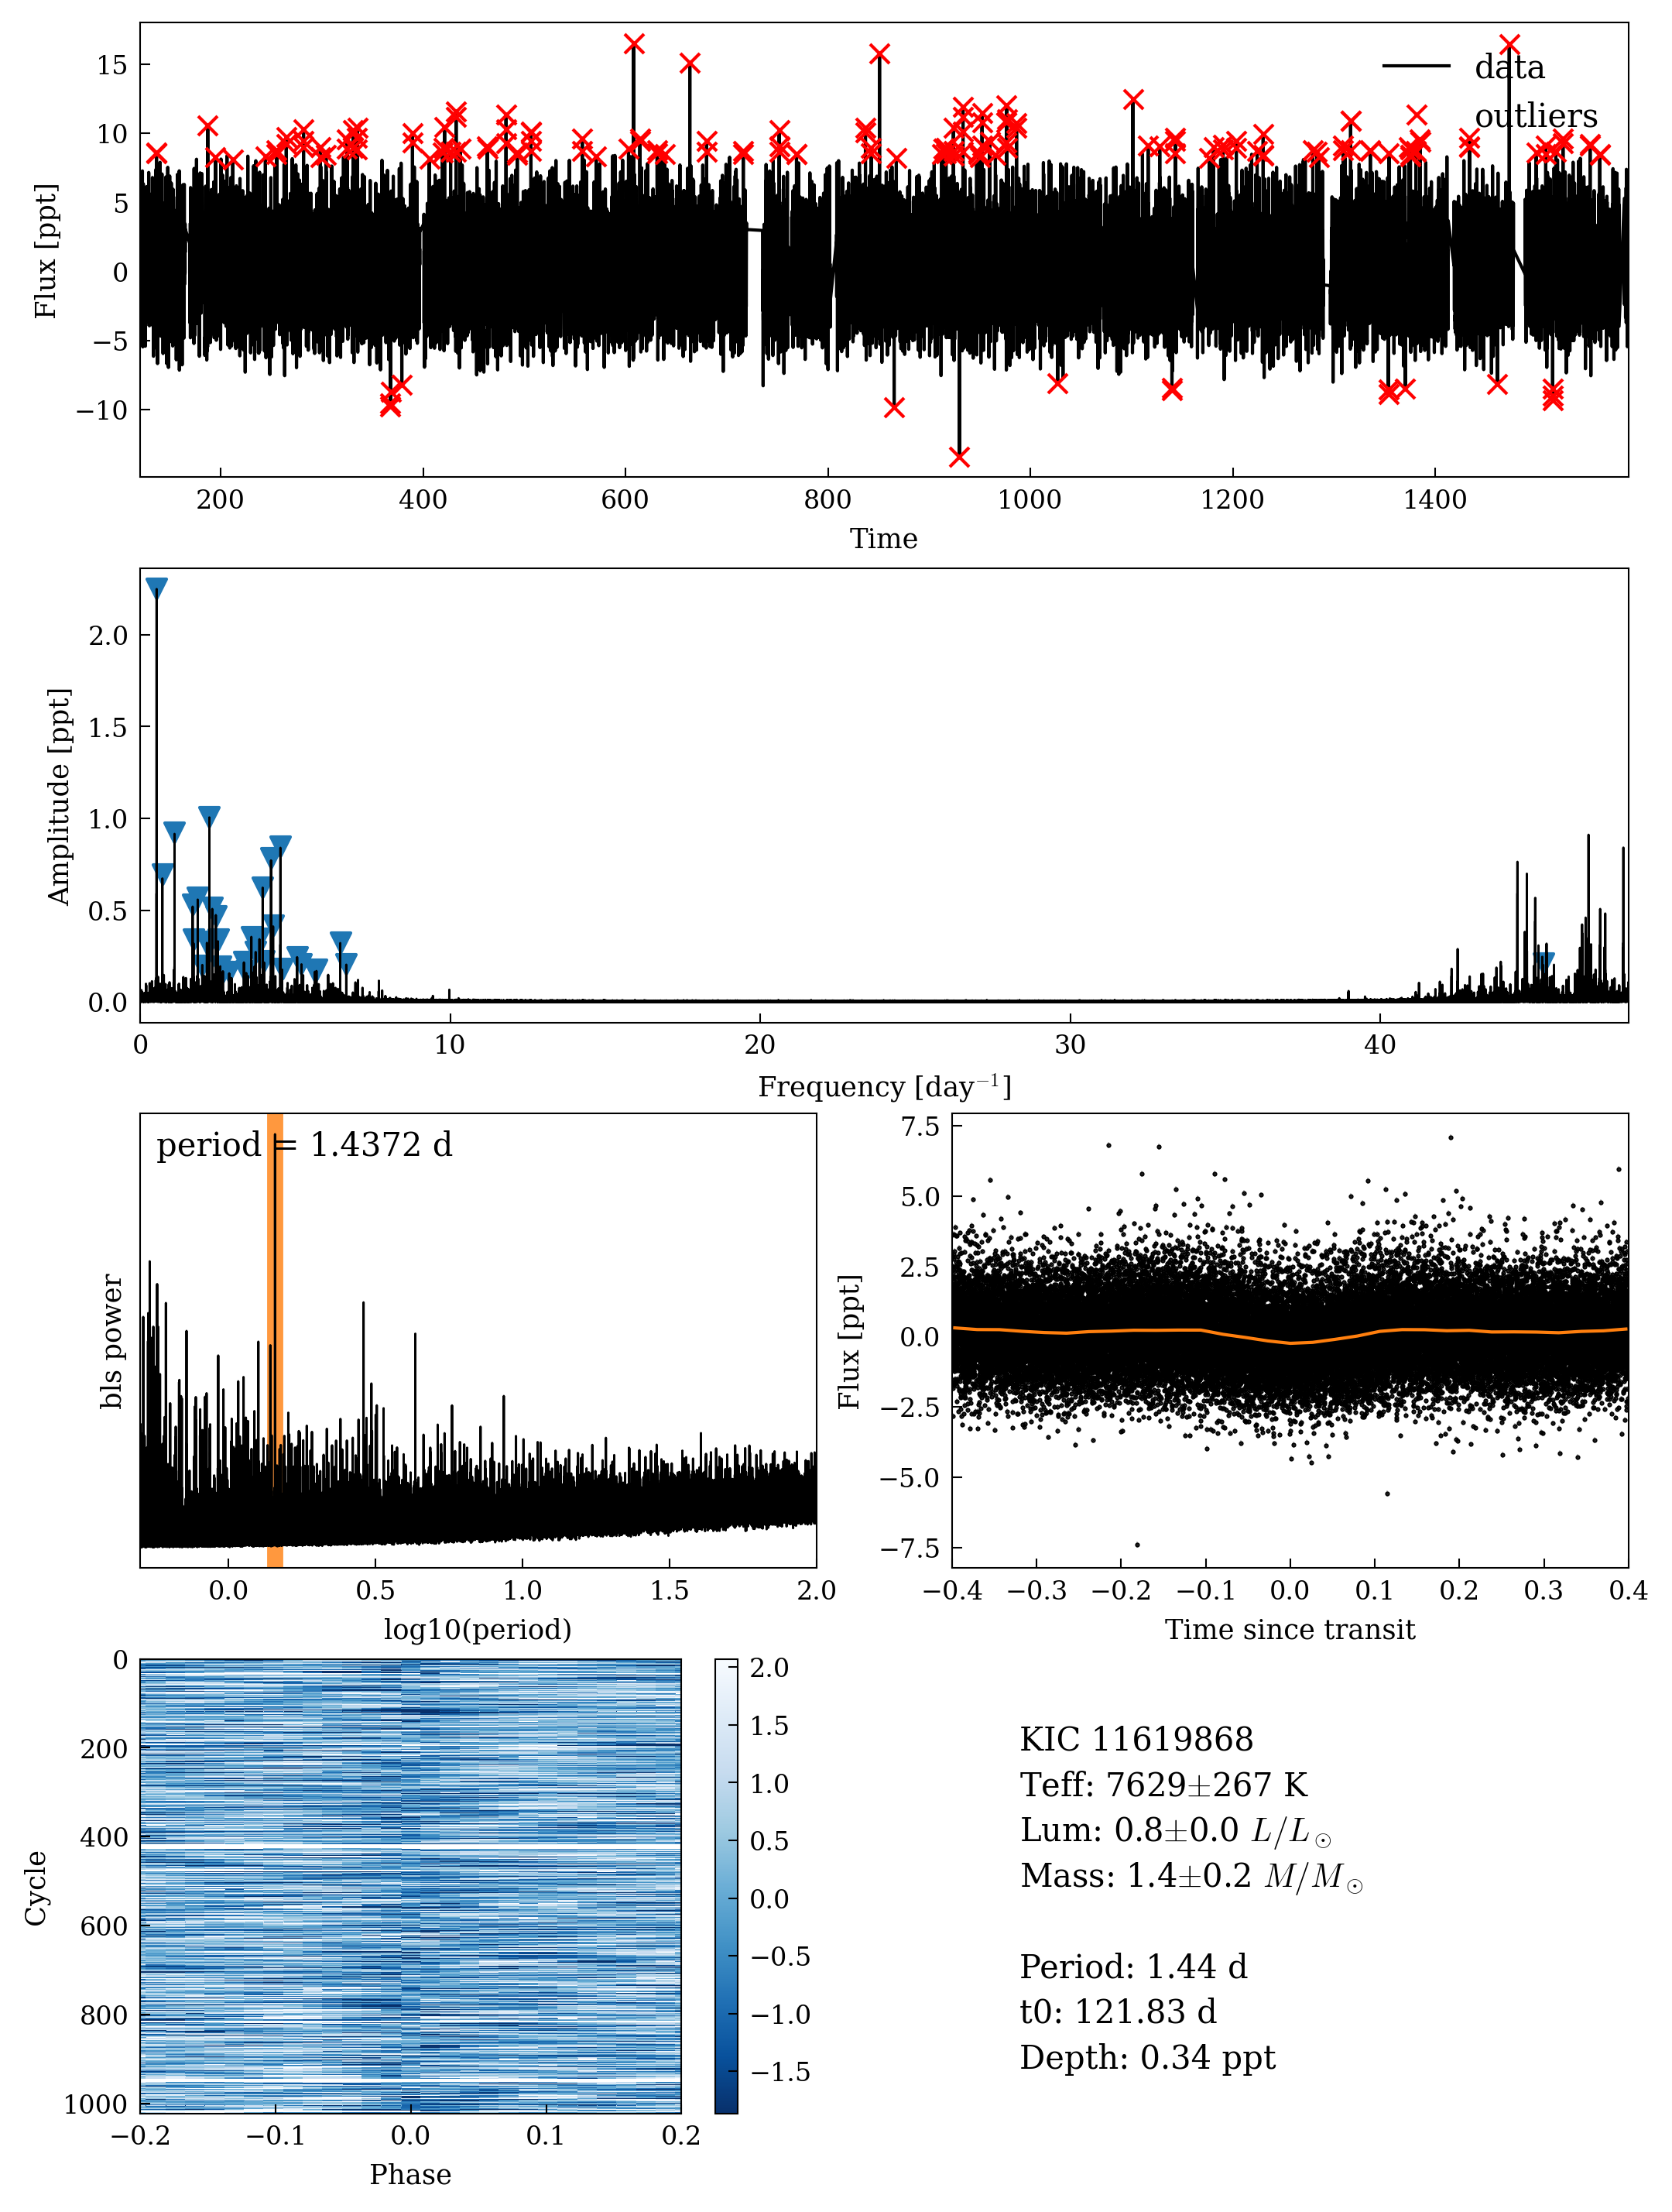 15
10
5
0
−5
−10
Flux [ppt]
data
outliers
200 400 600 800 1000 1200 1400
Time
2.0
1.5
1.0
0.5
0.0
Amplitude [ppt]
0 10 20 30 40
Frequency [day⁻¹]
period = 1.4372 d
bls power
0.0 0.5 1.0 1.5 2.0
log10(period)
7.5
5.0
2.5
0.0
−2.5
−5.0
−7.5
Flux [ppt]
−0.4 −0.3 −0.2 −0.1 0.0 0.1 0.2 0.3 0.4
Time since transit
0
200
400
600
800
1000
Cycle
−0.2 −0.1 0.0 0.1 0.2
Phase
2.0
1.5
1.0
0.5
0.0
−0.5
−1.0
−1.5
KIC 11619868
Teff: 7629±267 K
Lum: 0.8±0.0 L/L⊙
Mass: 1.4±0.2 M/M⊙
Period: 1.44 d
t0: 121.83 d
Depth: 0.34 ppt